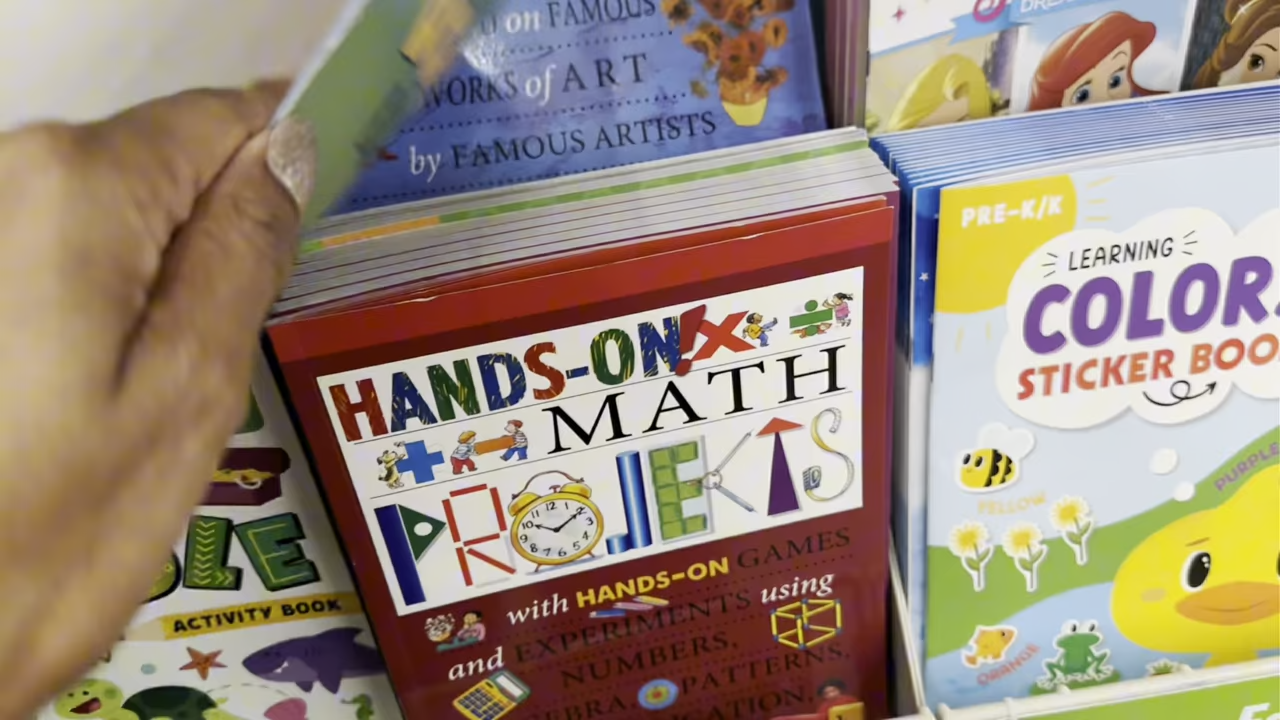 on FAMOUS
WORKS of ART
by FAMOUS ARTISTS
HANDS-ON!
MATH
PROJEKTS
with HANDS-ON GAMES
and EXPERIMENTS using
NUMBERS,
PATTERNS,
ACTIVITY BOOK
PRE-K/K
LEARNING
COLOR
STICKER BOO
YELLOW
PURPLE
ORANGE